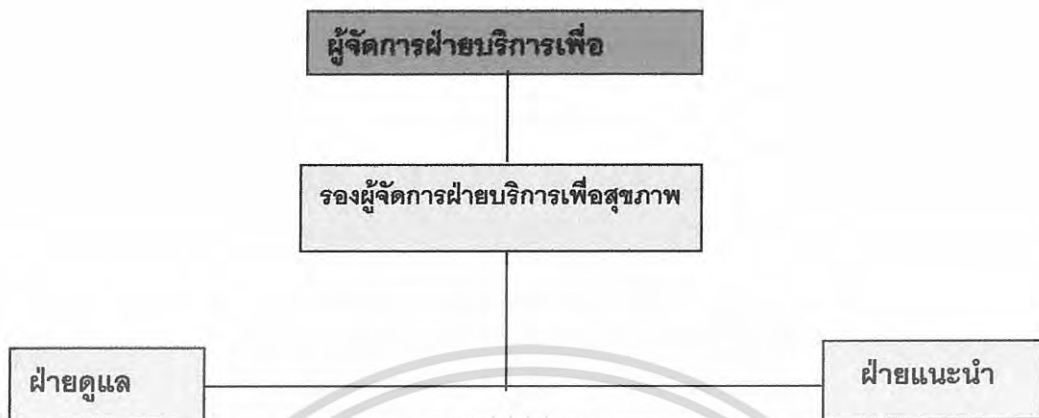 ผู้จัดการฝ่ายบริการเพื่อ
รองผู้จัดการฝ่ายบริการเพื่อสุขภาพ
ฝ่ายดูแล
ฝ่ายแนะนำ